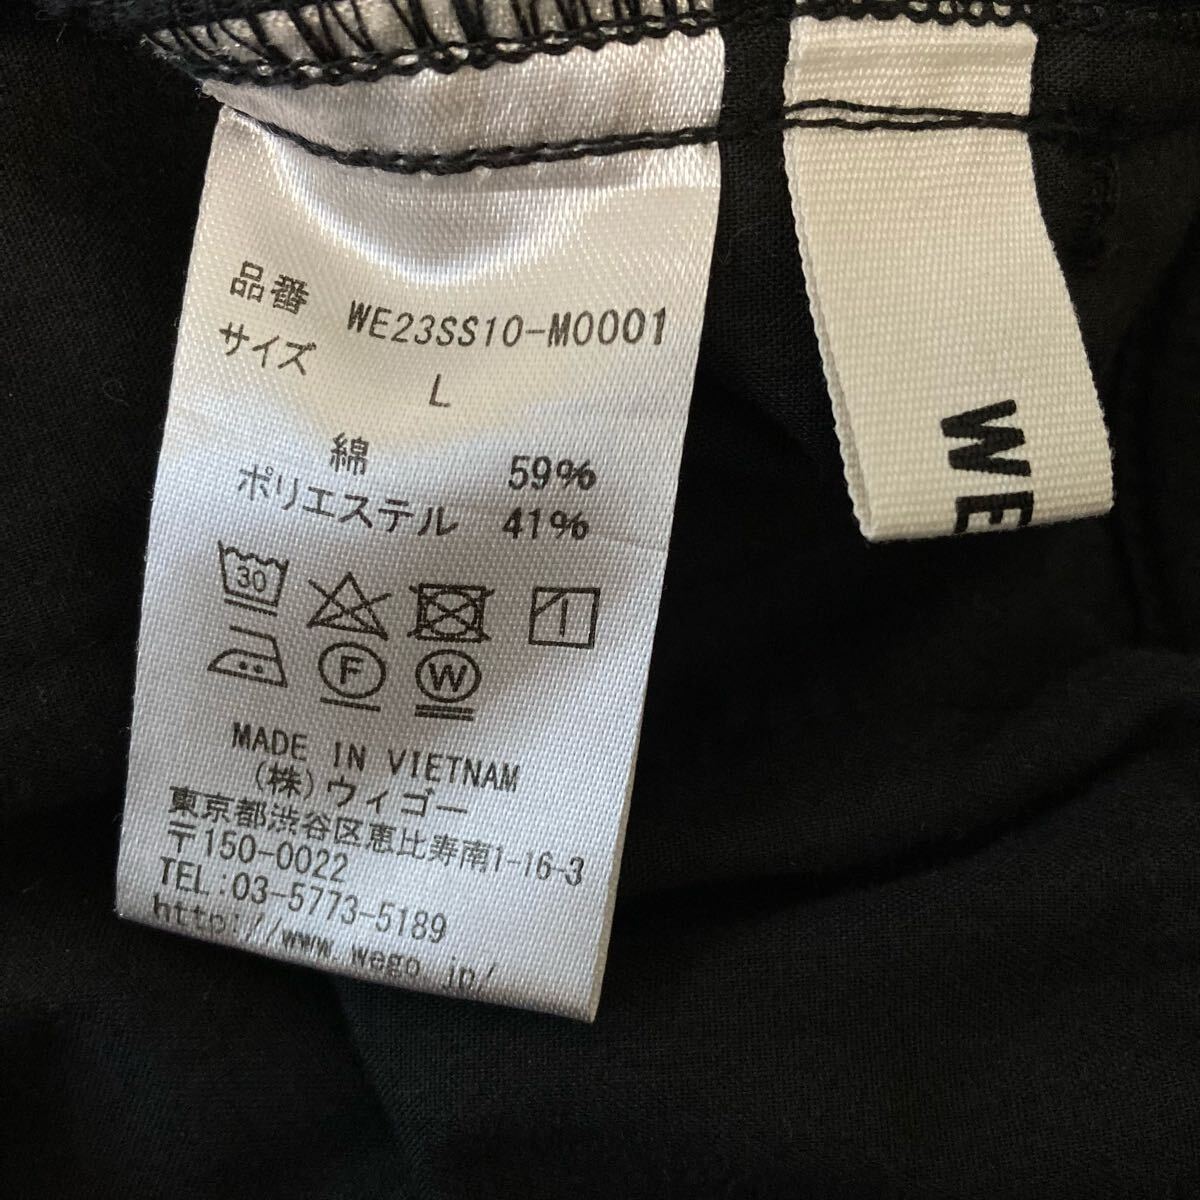 品番 WE23SS10-M0001
サイズ L
綿 59%
ポリエステル 41%
30
F W
MADE IN VIETNAM
(株)ウィゴー
東京都渋谷区恵比寿南1-16-3
〒150-0022
TEL:03-5773-5189
http://www.wego.jp/
WE